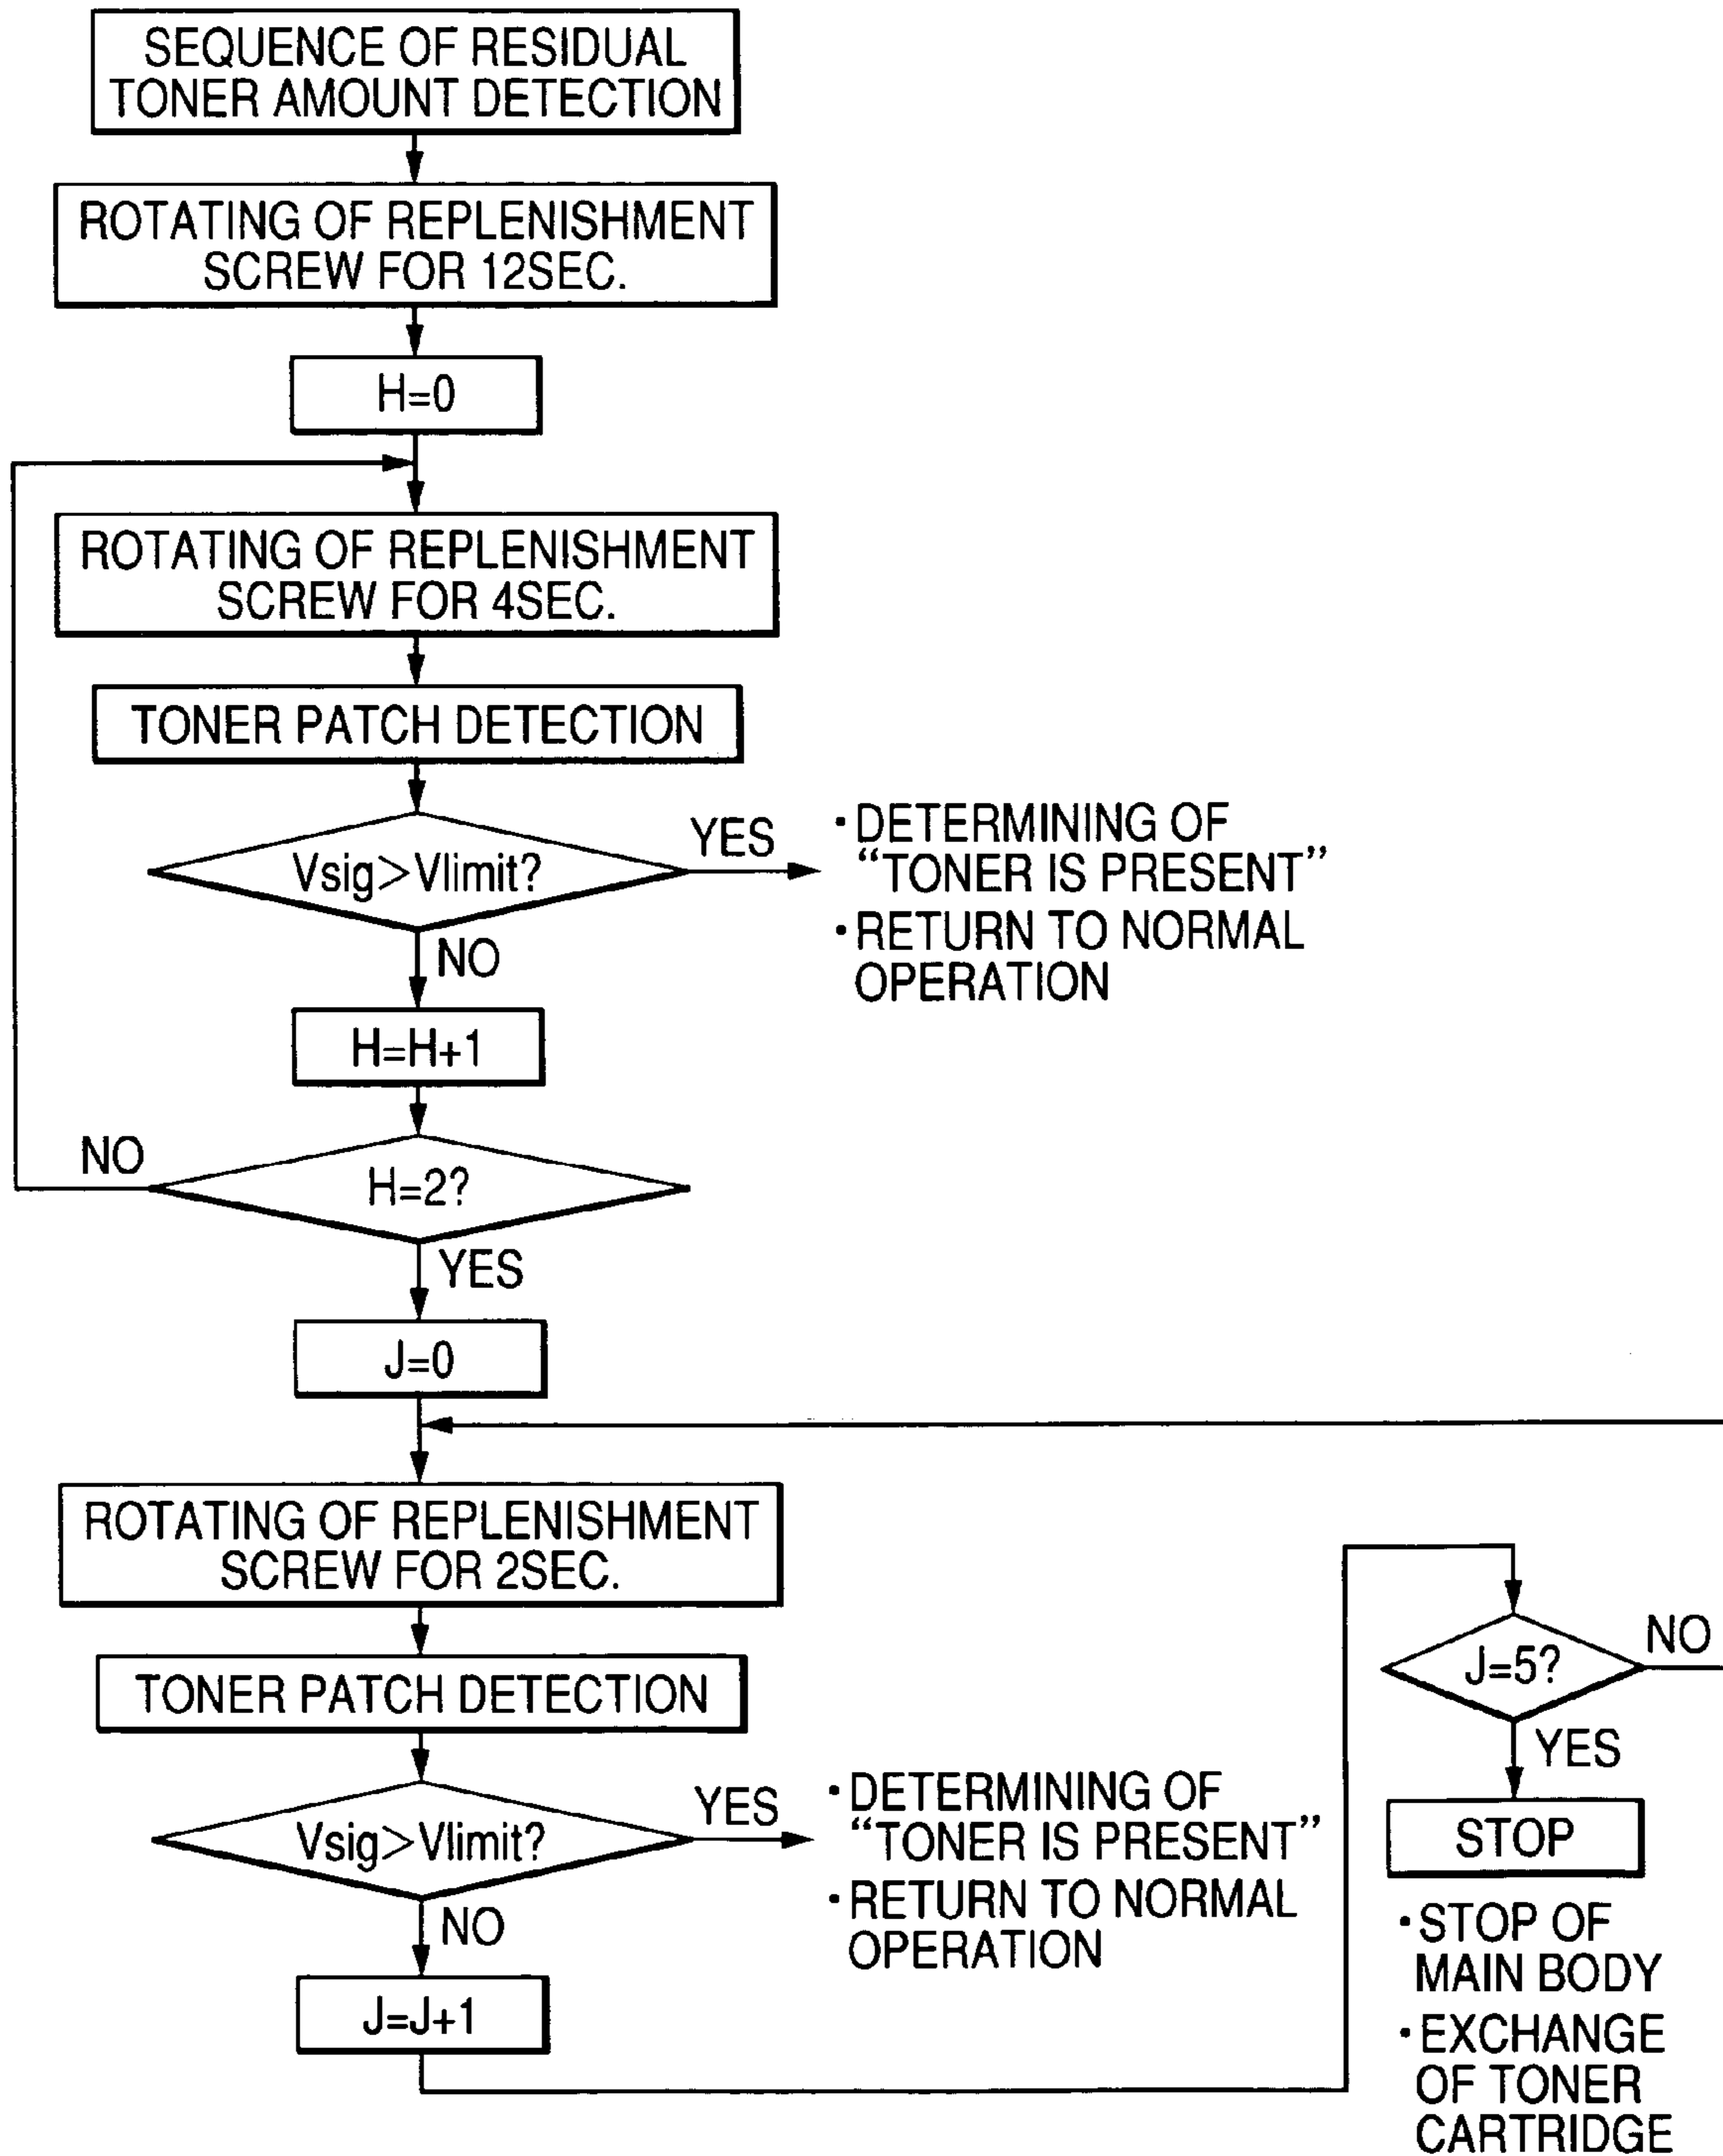 SEQUENCE OF RESIDUAL
TONER AMOUNT DETECTION
ROTATING OF REPLENISHMENT
SCREW FOR 12SEC.
H=0
ROTATING OF REPLENISHMENT
SCREW FOR 4SEC.
TONER PATCH DETECTION
Vsig>Vlimit?
YES
・DETERMINING OF
“TONER IS PRESENT”
・RETURN TO NORMAL
OPERATION
NO
H=H+1
NO
H=2?
YES
J=0
ROTATING OF REPLENISHMENT
SCREW FOR 2SEC.
TONER PATCH DETECTION
Vsig>Vlimit?
YES
・DETERMINING OF
“TONER IS PRESENT”
・RETURN TO NORMAL
OPERATION
NO
J=J+1
J=5?
NO
YES
STOP
・STOP OF
MAIN BODY
・EXCHANGE
OF TONER
CARTRIDGE